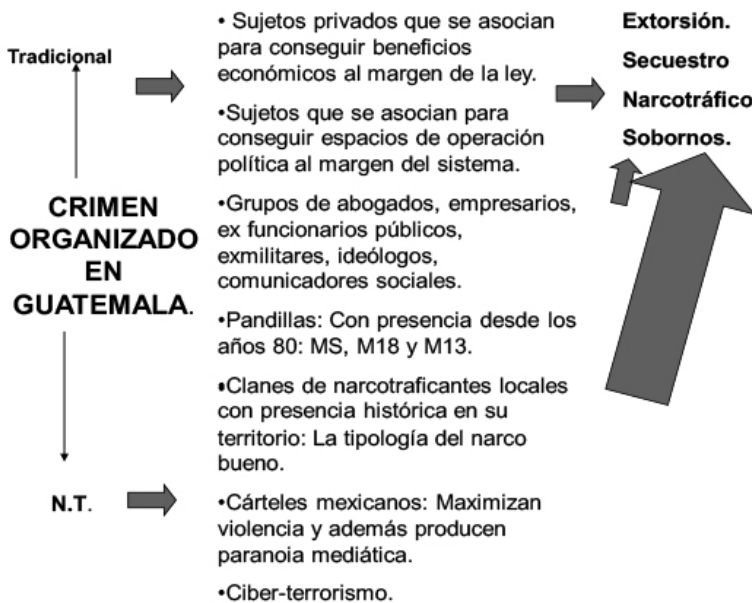 Tradicional
CRIMEN
ORGANIZADO
EN
GUATEMALA.
N.T.
• Sujetos privados que se asocian
para conseguir beneficios
económicos al margen de la ley.
•Sujetos que se asocian para
conseguir espacios de operación
política al margen del sistema.
•Grupos de abogados, empresarios,
ex funcionarios públicos,
exmilitares, ideólogos,
comunicadores sociales.
•Pandillas: Con presencia desde los
años 80: MS, M18 y M13.
•Clanes de narcotraficantes locales
con presencia histórica en su
territorio: La tipología del narco
bueno.
•Cárteles mexicanos: Maximizan
violencia y además producen
paranoia mediática.
•Ciber-terrorismo.
Extorsión.
Secuestro
Narcotráfico
Sobornos.